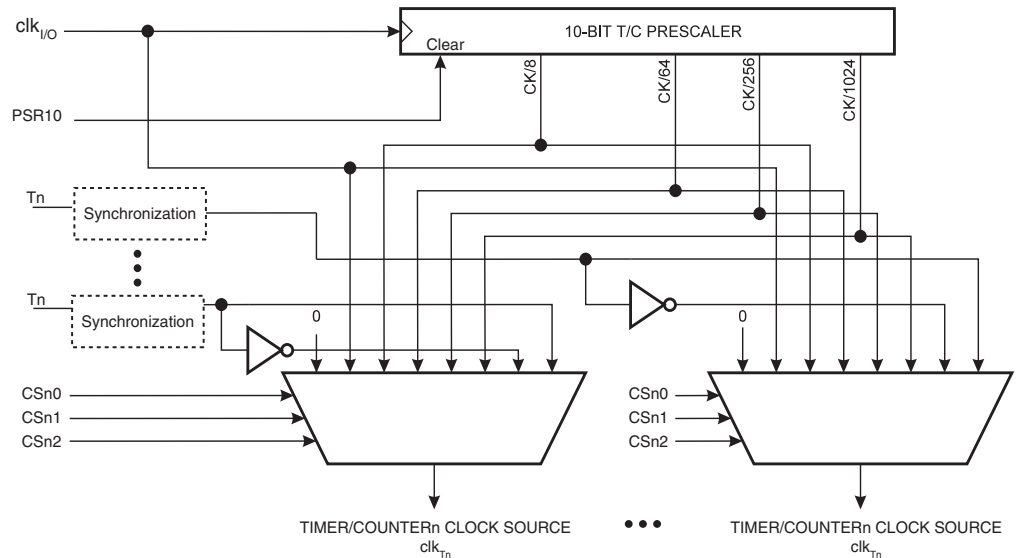 clkI/O
10-BIT T/C PRESCALER
Clear
CK/8
CK/64
CK/256
CK/1024
PSR10
Tn
Synchronization
Tn
Synchronization
0
0
CSn0
CSn1
CSn2
CSn0
CSn1
CSn2
TIMER/COUNTERn CLOCK SOURCE
clkTn
TIMER/COUNTERn CLOCK SOURCE
clkTn